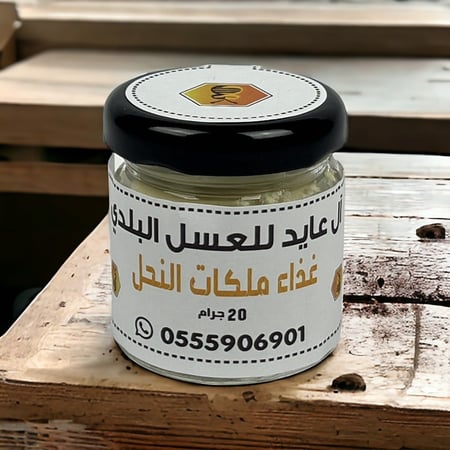 آل عايد للعسل البلدي
غذاء ملكات النحل
20 جرام
0555906901